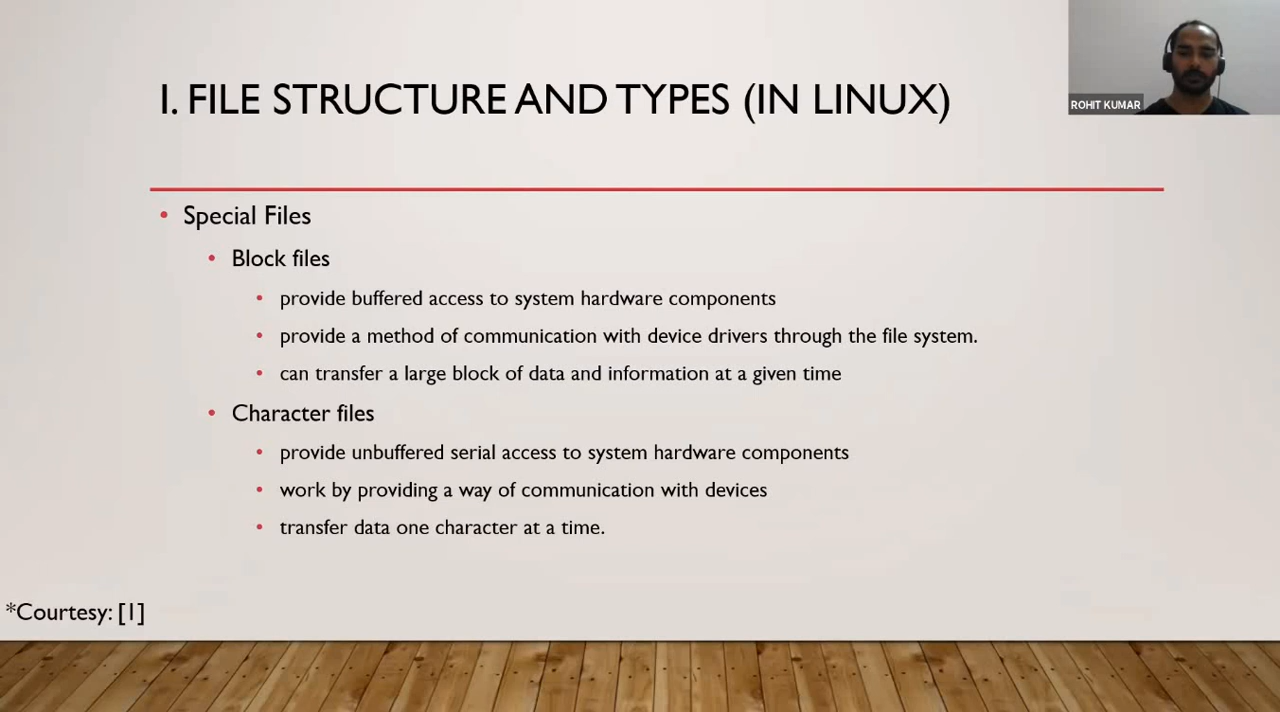 I. FILE STRUCTURE AND TYPES (IN LINUX)
ROHIT KUMAR
• Special Files
• Block files
• provide buffered access to system hardware components
• provide a method of communication with device drivers through the file system.
• can transfer a large block of data and information at a given time
• Character files
• provide unbuffered serial access to system hardware components
• work by providing a way of communication with devices
• transfer data one character at a time.
*Courtesy: [1]